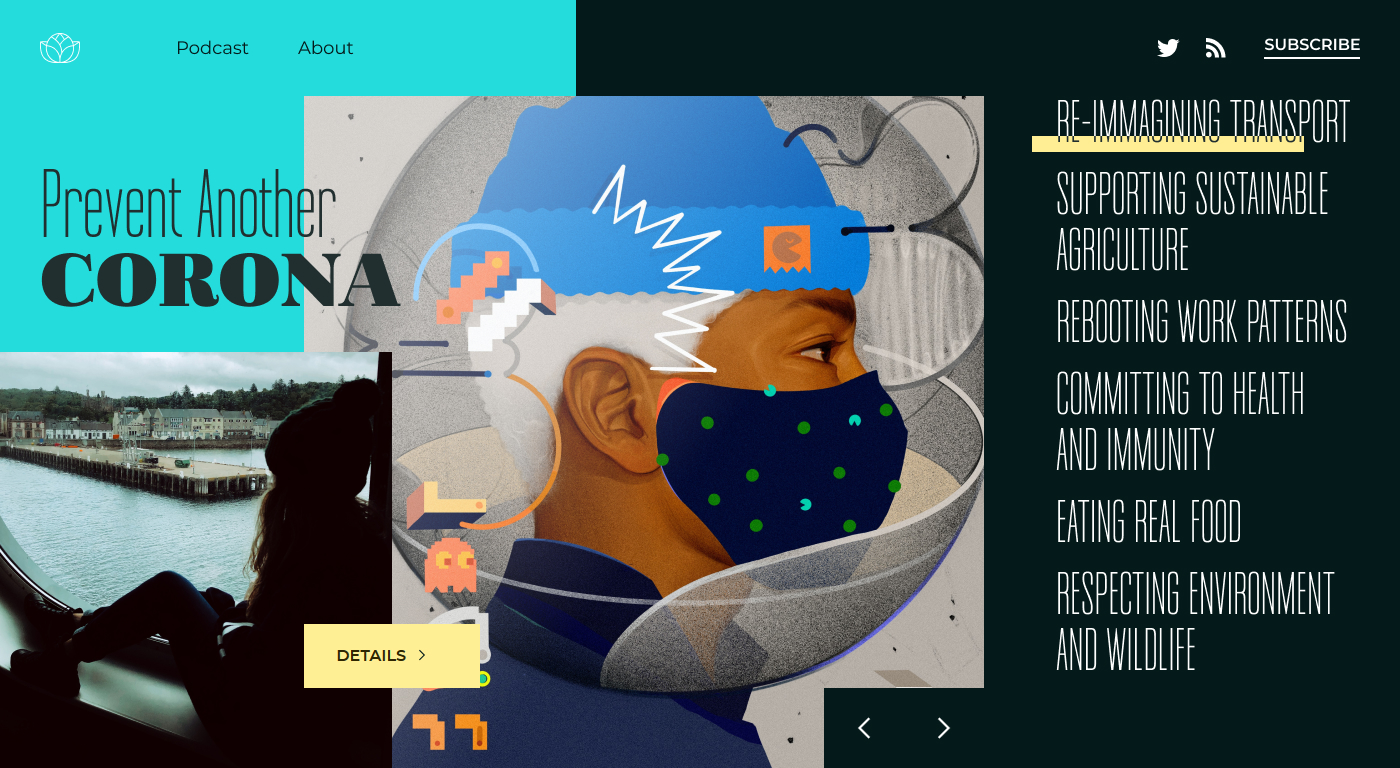 Podcast
About
SUBSCRIBE
Prevent Another
CORONA
DETAILS
RE-IMMAGINING TRANSPORT
SUPPORTING SUSTAINABLE
AGRICULTURE
REBOOTING WORK PATTERNS
COMMITTING TO HEALTH
AND IMMUNITY
EATING REAL FOOD
RESPECTING ENVIRONMENT
AND WILDLIFE